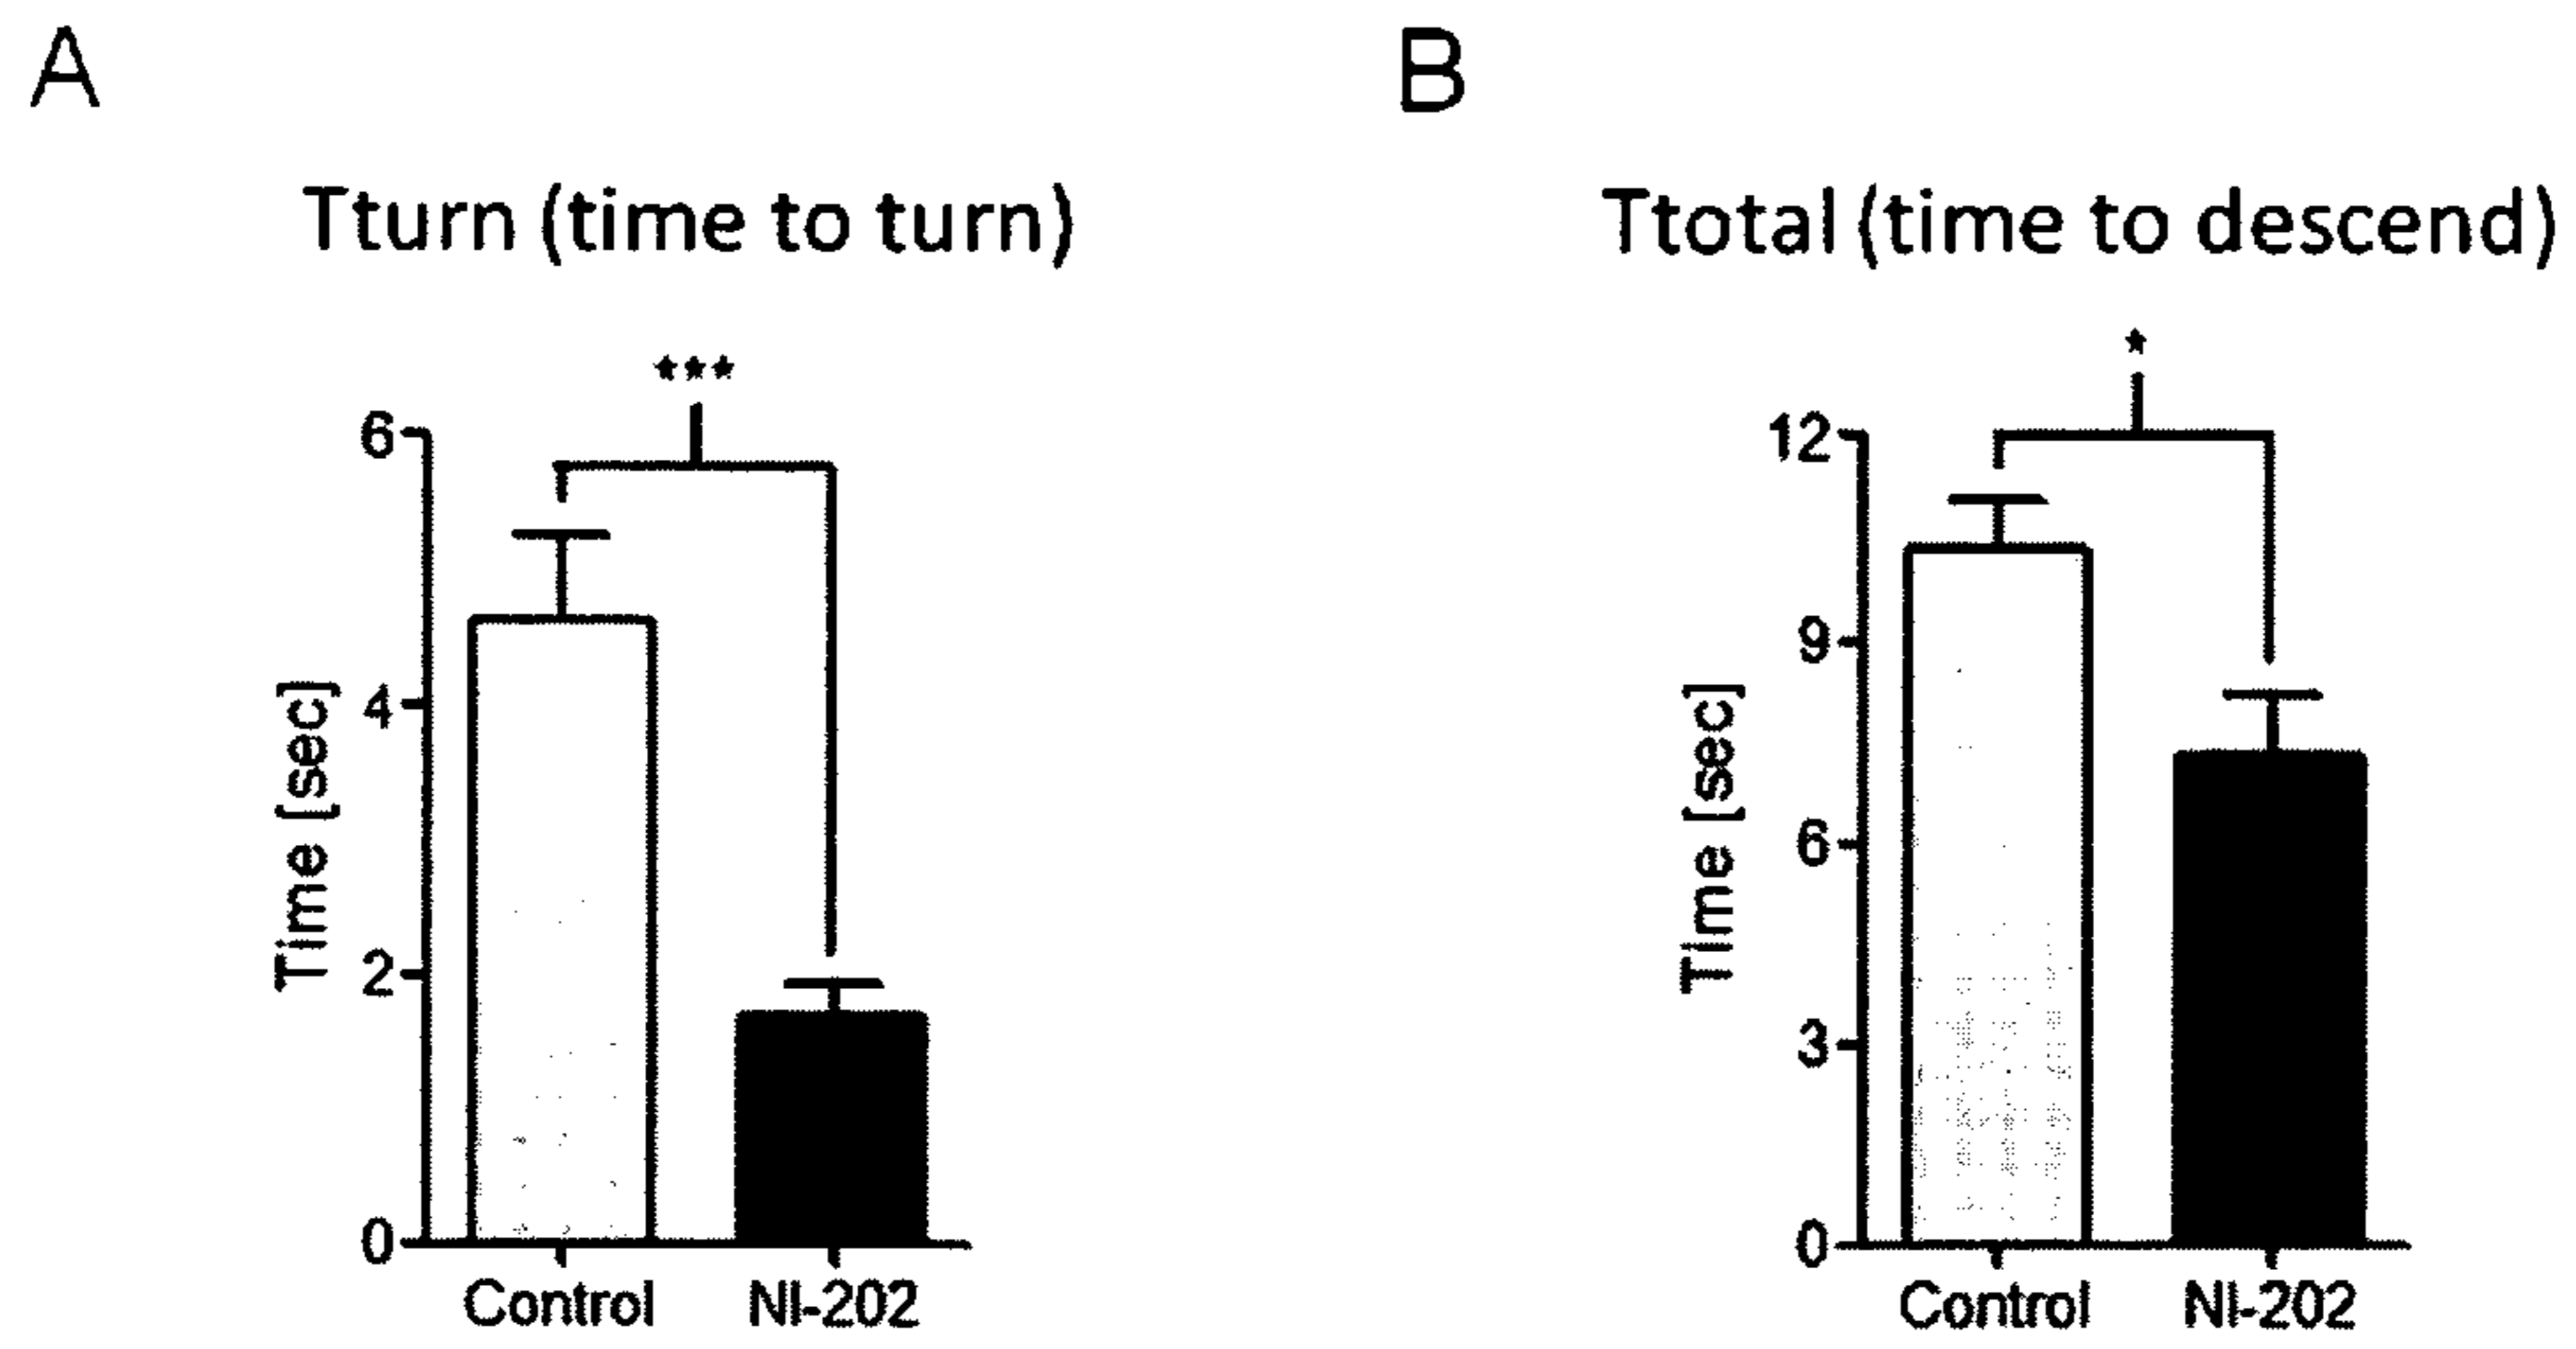 A
Tturn (time to turn)
***
6
4
2
0
Time [sec]
Control NI-202
B
Ttotal (time to descend)
*
12
9
6
3
0
Time [sec]
Control NI-202